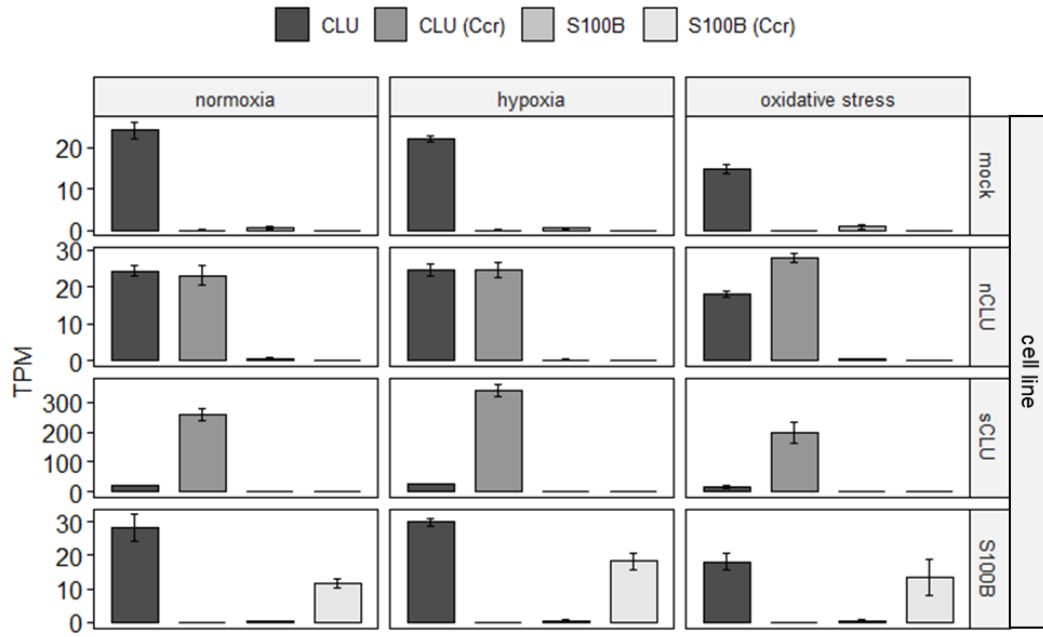 CLU CLU (Ccr) S100B S100B (Ccr)
normoxia hypoxia oxidative stress
20
10
0
mock
30
20
10
0
nCLU
TPM
300
200
100
0
sCLU
30
20
10
0
S100B
cell line